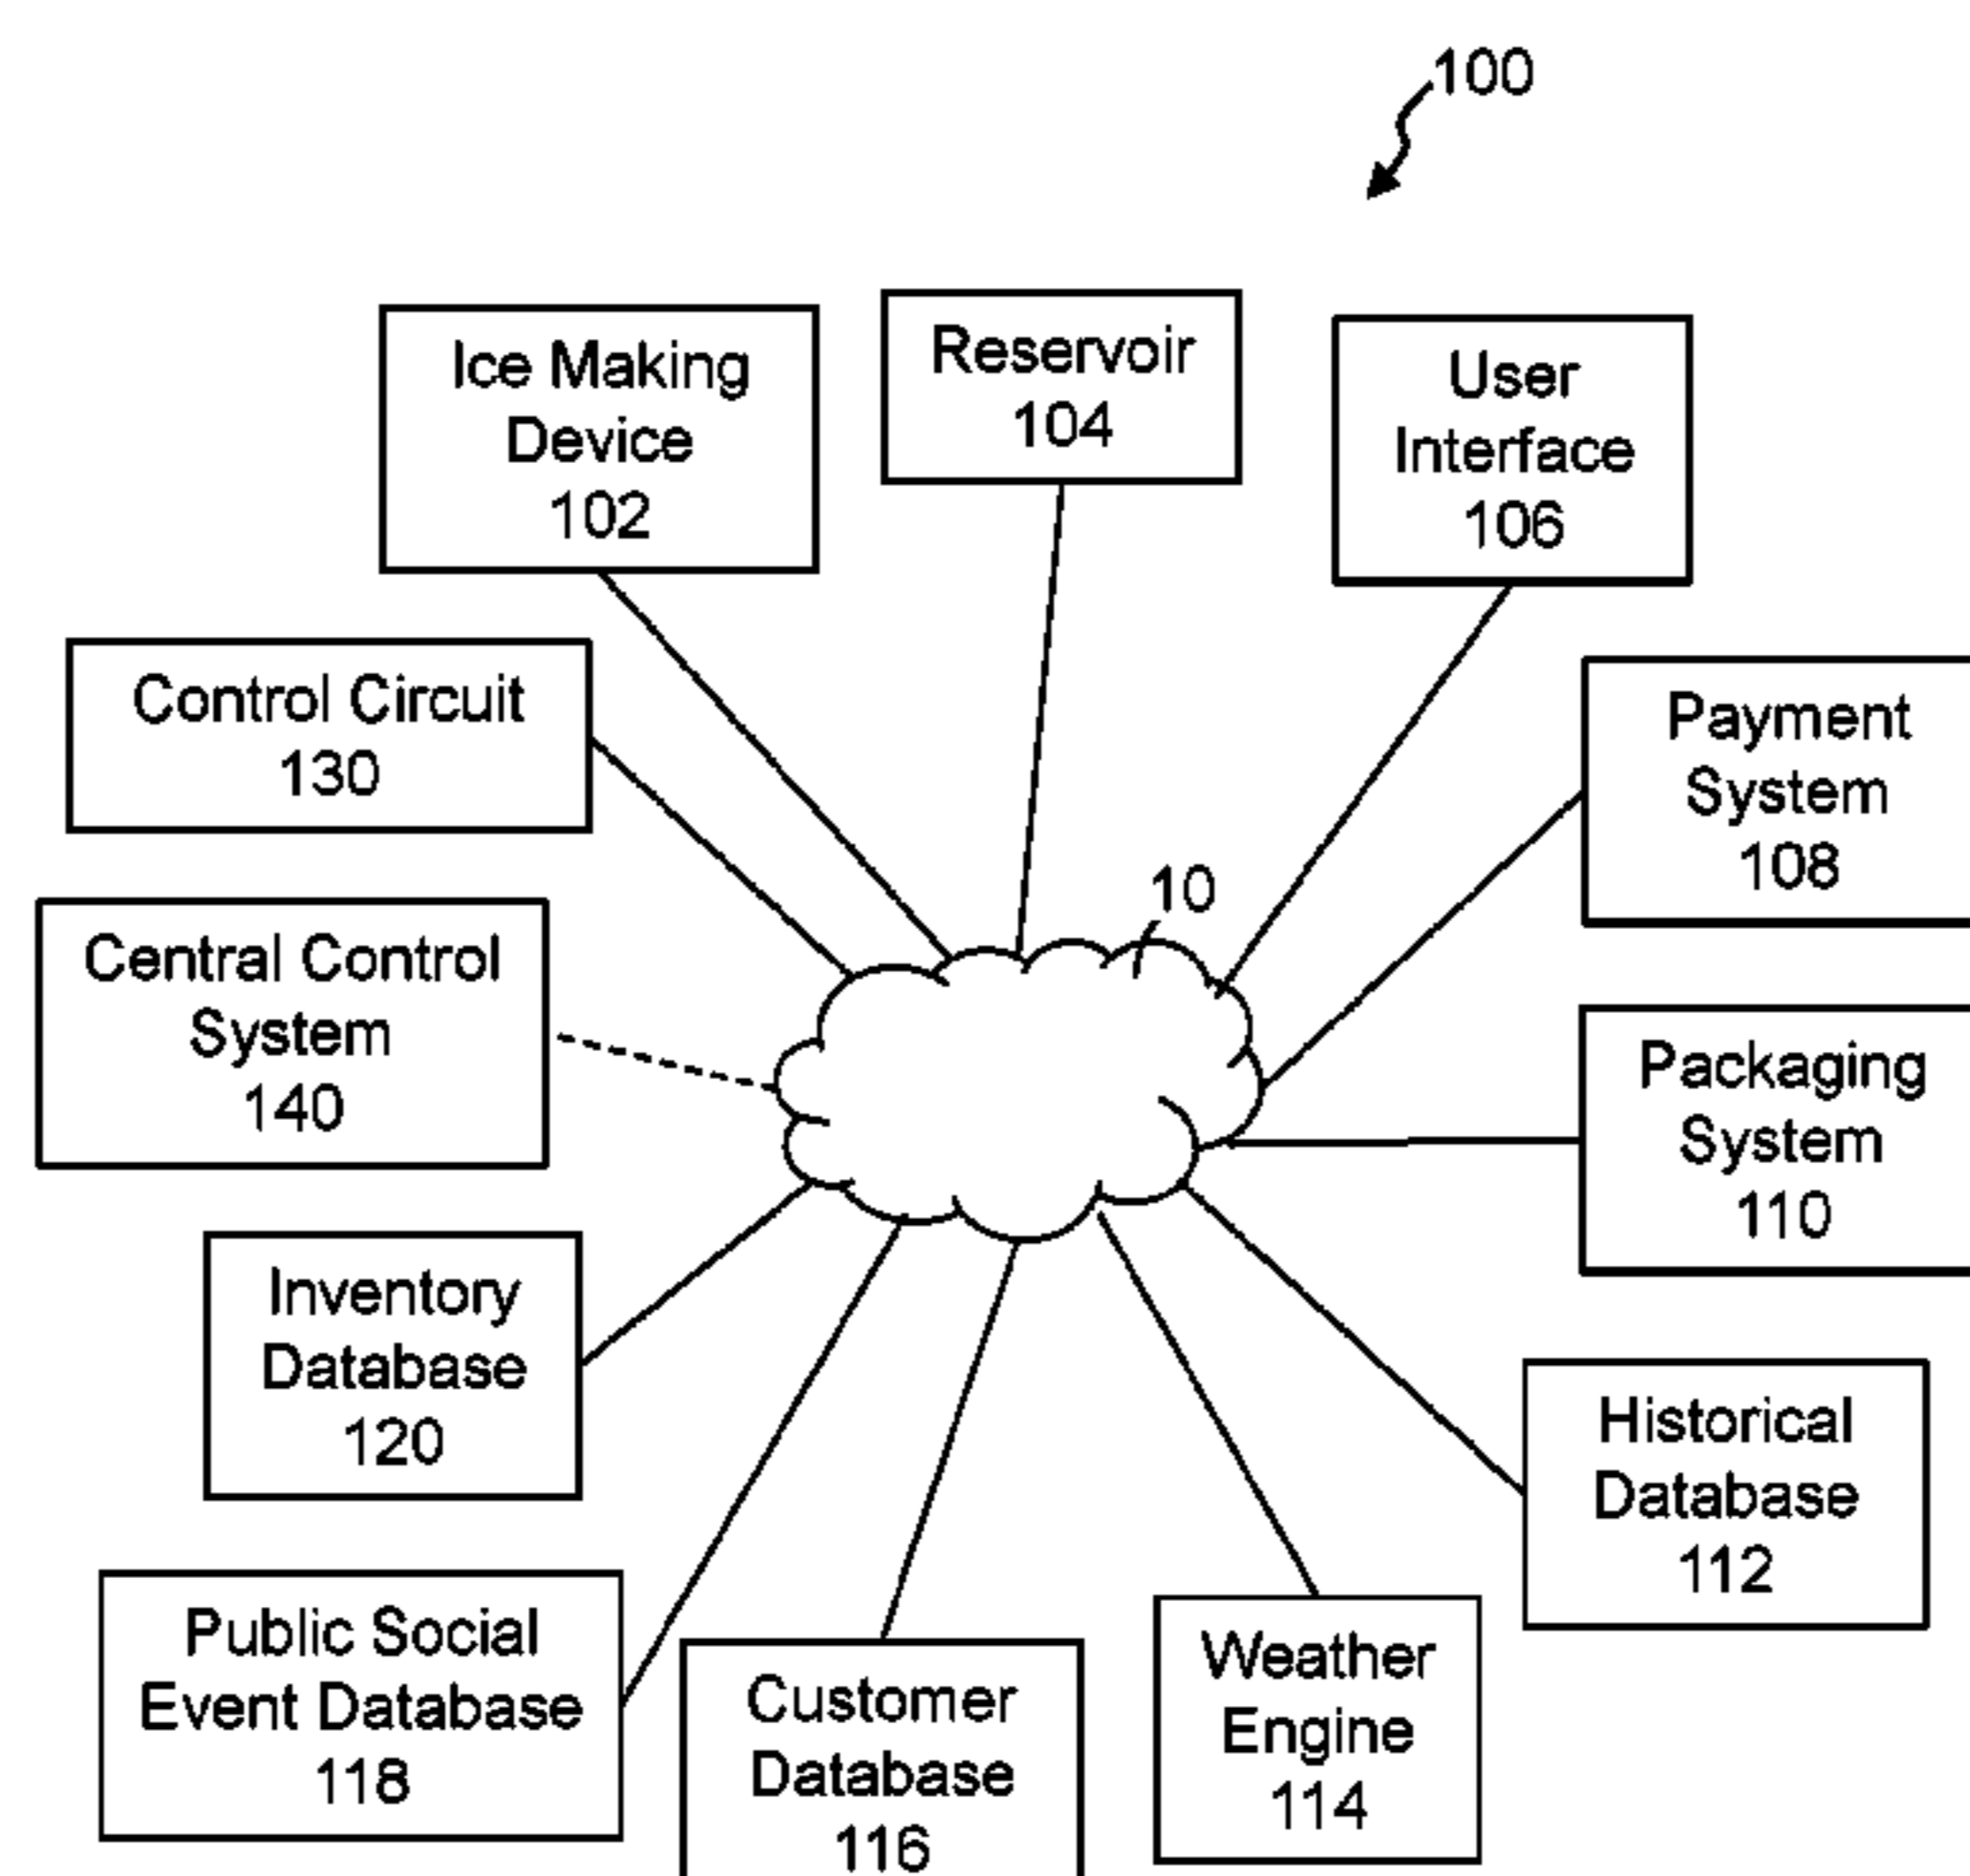 100
Ice Making
Device
102
Reservoir
104
User
Interface
106
Control Circuit
130
Payment
System
108
10
Central Control
System
140
Packaging
System
110
Inventory
Database
120
Historical
Database
112
Public Social
Event Database
118
Customer
Database
116
Weather
Engine
114